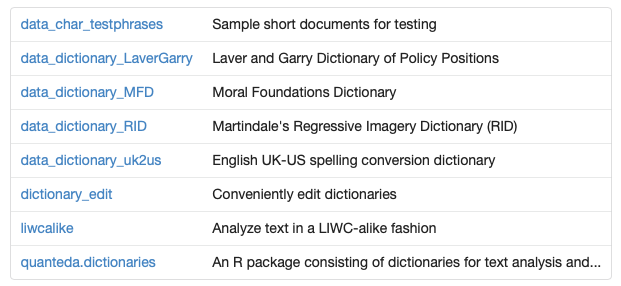 data_char_testphrases Sample short documents for testing
data_dictionary_LaverGarry Laver and Garry Dictionary of Policy Positions
data_dictionary_MFD Moral Foundations Dictionary
data_dictionary_RID Martindale's Regressive Imagery Dictionary (RID)
data_dictionary_uk2us English UK-US spelling conversion dictionary
dictionary_edit Conveniently edit dictionaries
liwcalike Analyze text in a LIWC-alike fashion
quanteda.dictionaries An R package consisting of dictionaries for text analysis and...